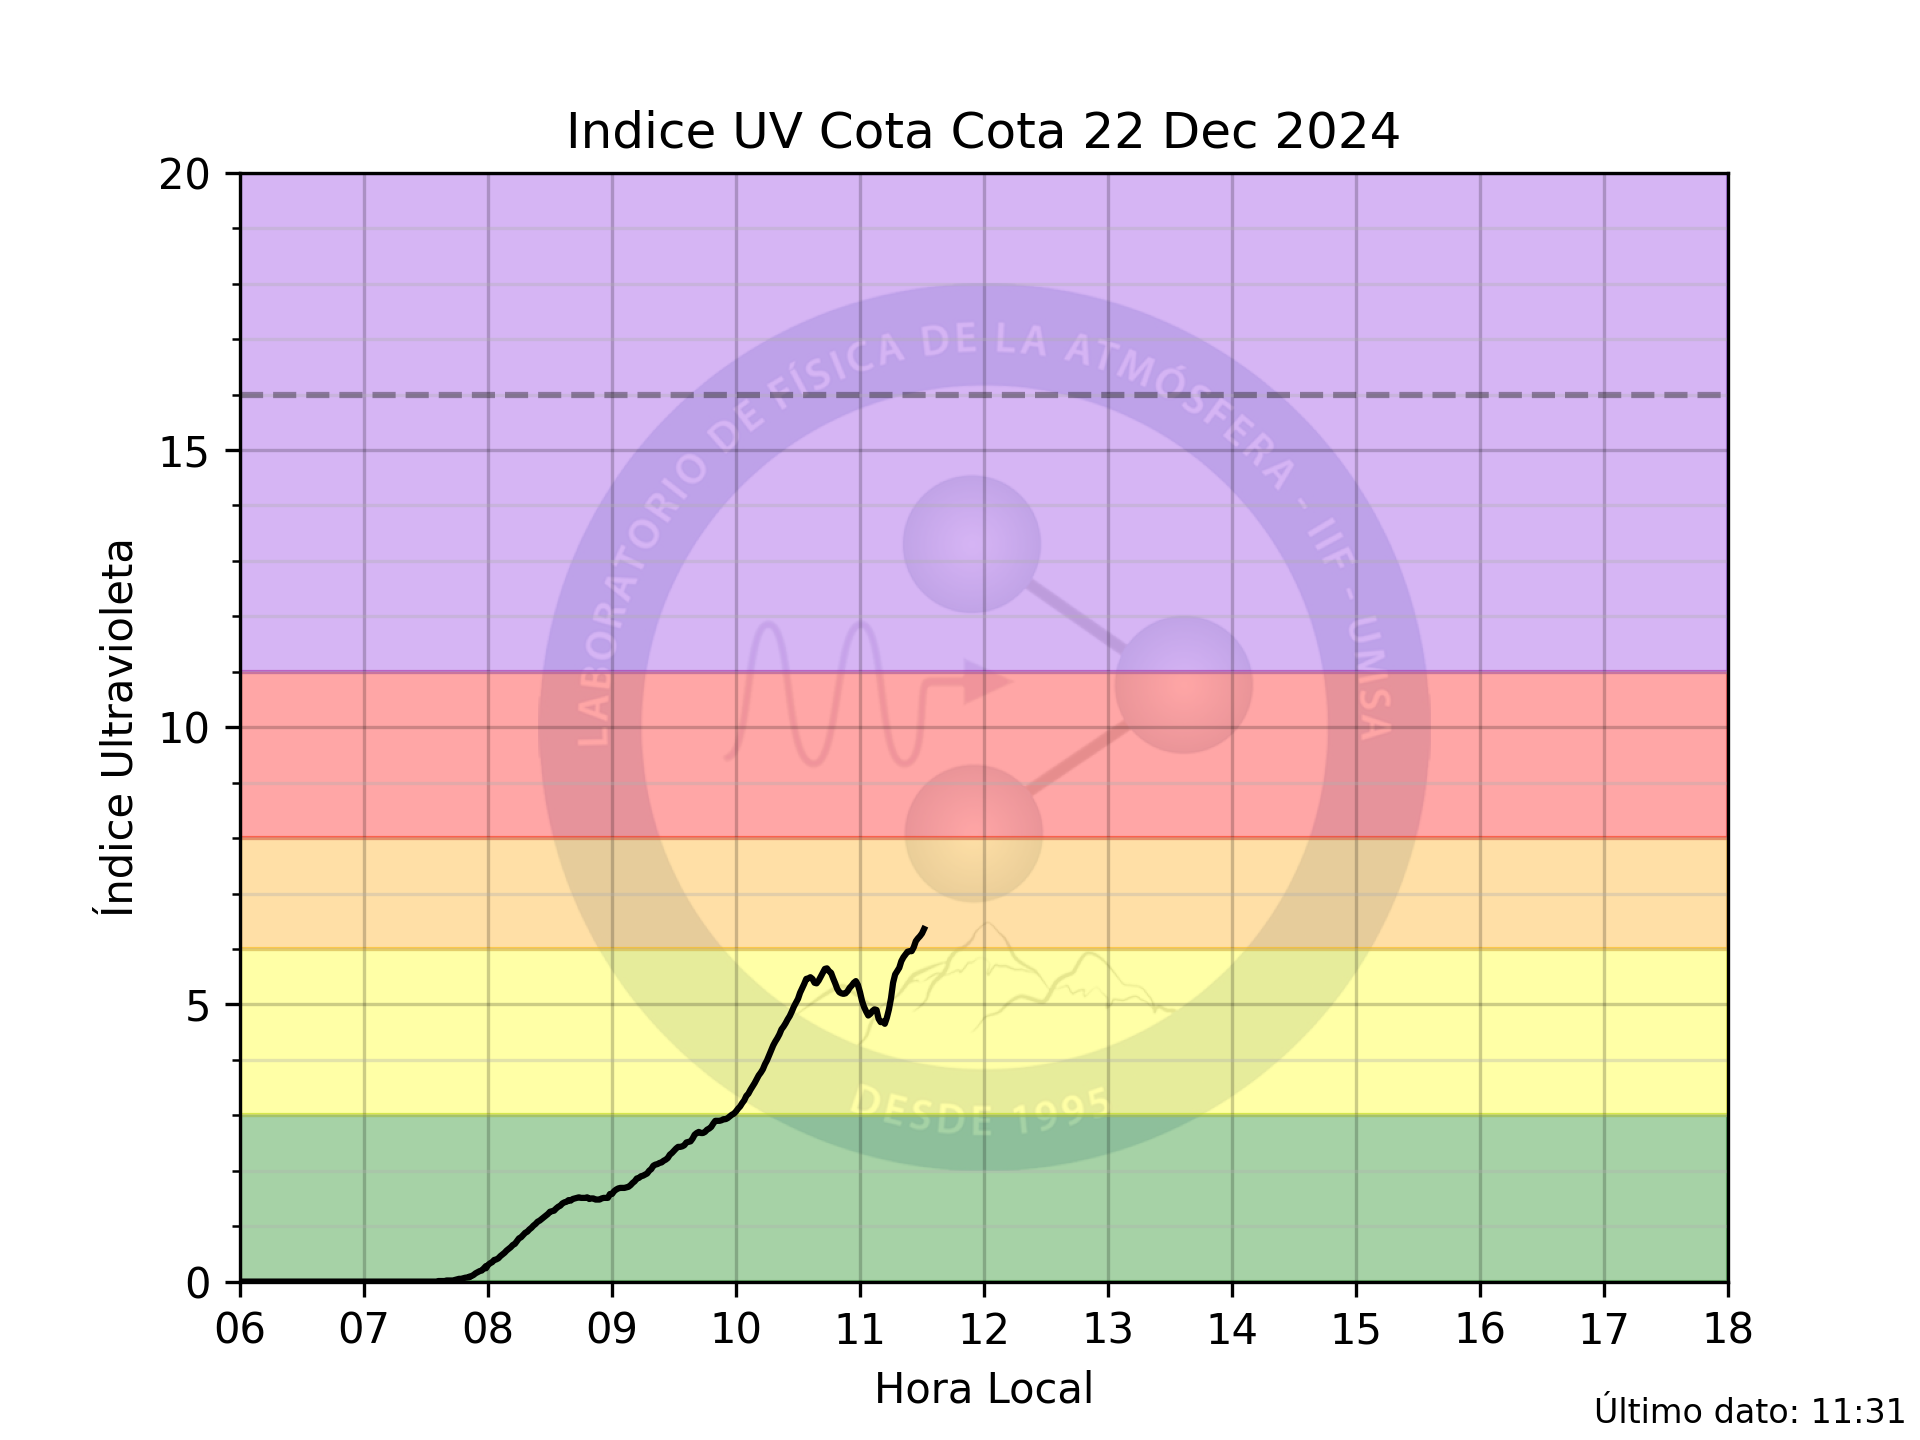 Indice UV Cota Cota 22 Dec 2024
20
15
10
5
0
Índice Ultravioleta
LABORATORIO DE FÍSICA DE LA ATMÓSFERA - IIF - UMSA
DESDE 1995
06 07 08 09 10 11 12 13 14 15 16 17 18
Hora Local
Último dato: 11:31